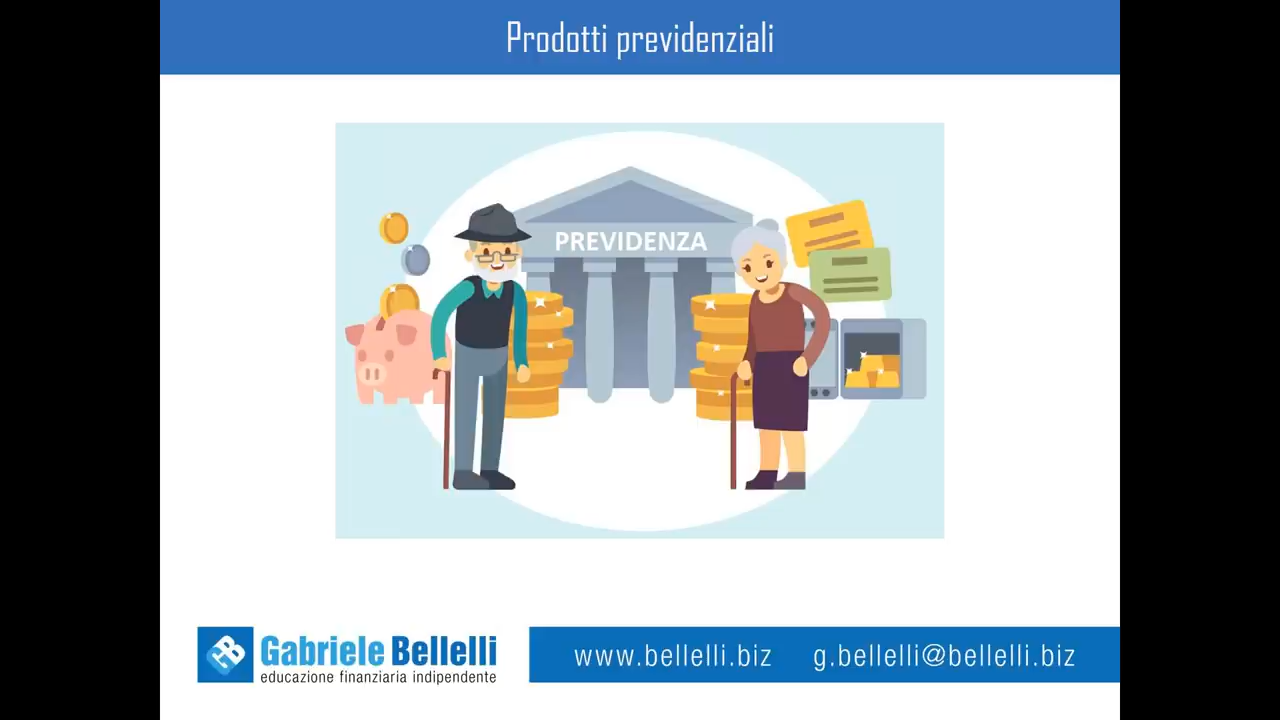 Prodotti previdenziali
PREVIDENZA
Gabriele Bellelli
educazione finanziaria indipendente
www.bellelli.biz g.bellelli@bellelli.biz